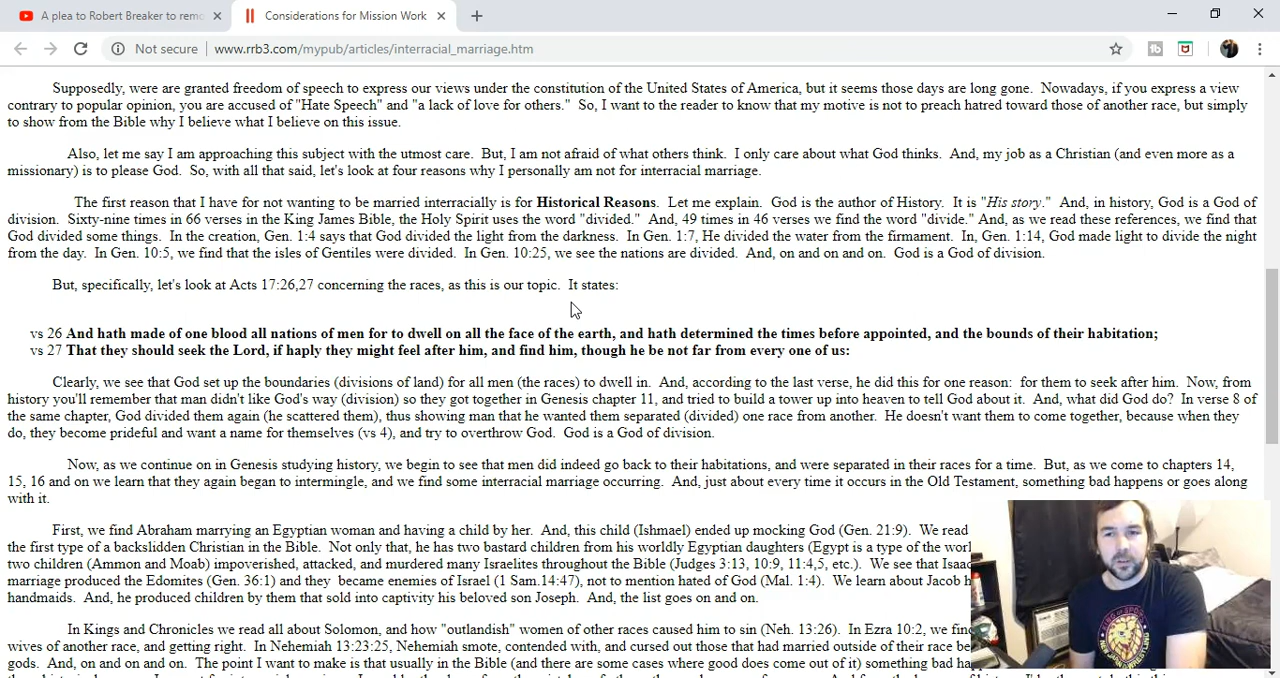 A plea to Robert Breaker to remo
Considerations for Mission Work
Not secure | www.rrb3.com/mypub/articles/interracial_marriage.htm
Supposedly, were are granted freedom of speech to express our views under the constitution of the United States of America, but it seems those days are long gone. Nowadays, if you express a view
contrary to popular opinion, you are accused of "Hate Speech" and "a lack of love for others." So, I want to the reader to know that my motive is not to preach hatred toward those of another race, but simply
to show from the Bible why I believe what I believe on this issue.
Also, let me say I am approaching this subject with the utmost care. But, I am not afraid of what others think. I only care about what God thinks. And, my job as a Christian (and even more as a
missionary) is to please God. So, with all that said, let's look at four reasons why I personally am not for interracial marriage.
The first reason that I have for not wanting to be married interracially is for Historical Reasons. Let me explain. God is the author of History. It is "His story." And, in history, God is a God of
division. Sixty-nine times in 66 verses in the King James Bible, the Holy Spirit uses the word "divided." And, 49 times in 46 verses we find the word "divide." And, as we read these references, we find that
God divided some things. In the creation, Gen. 1:4 says that God divided the light from the darkness. In Gen. 1:7, He divided the water from the firmament. In, Gen. 1:14, God made light to divide the night
from the day. In Gen. 10:5, we find that the isles of Gentiles were divided. In Gen. 10:25, we see the nations are divided. And, on and on and on. God is a God of division.
But, specifically, let's look at Acts 17:26,27 concerning the races, as this is our topic. It states:
vs 26 And hath made of one blood all nations of men for to dwell on all the face of the earth, and hath determined the times before appointed, and the bounds of their habitation;
vs 27 That they should seek the Lord, if haply they might feel after him, and find him, though he be not far from every one of us:
Clearly, we see that God set up the boundaries (divisions of land) for all men (the races) to dwell in. And, according to the last verse, he did this for one reason: for them to seek after him. Now, from
history you'll remember that man didn't like God's way (division) so they got together in Genesis chapter 11, and tried to build a tower up into heaven to tell God about it. And, what did God do? In verse 8 of
the same chapter, God divided them again (he scattered them), thus showing man that he wanted them separated (divided) one race from another. He doesn't want them to come together, because when they
do, they become prideful and want a name for themselves (vs 4), and try to overthrow God. God is a God of division.
Now, as we continue on in Genesis studying history, we begin to see that men did indeed go back to their habitations, and were separated in their races for a time. But, as we come to chapters 14,
15, 16 and on we learn that they again began to intermingle, and we find some interracial marriage occurring. And, just about every time it occurs in the Old Testament, something bad happens or goes along
with it.
First, we find Abraham marrying an Egyptian woman and having a child by her. And, this child (Ishmael) ended up mocking God (Gen. 21:9). We read
the first type of a backslidden Christian in the Bible. Not only that, he has two bastard children from his worldly Egyptian daughters (Egypt is a type of the worl
two children (Ammon and Moab) impoverished, attacked, and murdered many Israelites throughout the Bible (Judges 3:13, 10:9, 11:4,5, etc.). We see that Isaac
marriage produced the Edomites (Gen. 36:1) and they became enemies of Israel (1 Sam.14:47), not to mention hated of God (Mal. 1:4). We learn about Jacob h
handmaids. And, he produced children by them that sold into captivity his beloved son Joseph. And, the list goes on and on.
In Kings and Chronicles we read all about Solomon, and how "outlandish" women of other races caused him to sin (Neh. 13:26). In Ezra 10:2, we find
wives of another race, and getting right. In Nehemiah 13:23:25, Nehemiah smote, contended with, and cursed out those that had married outside of their race be
gods. And, on and on and on. The point I want to make is that usually in the Bible (and there are some cases where good does come out of it) something bad hap